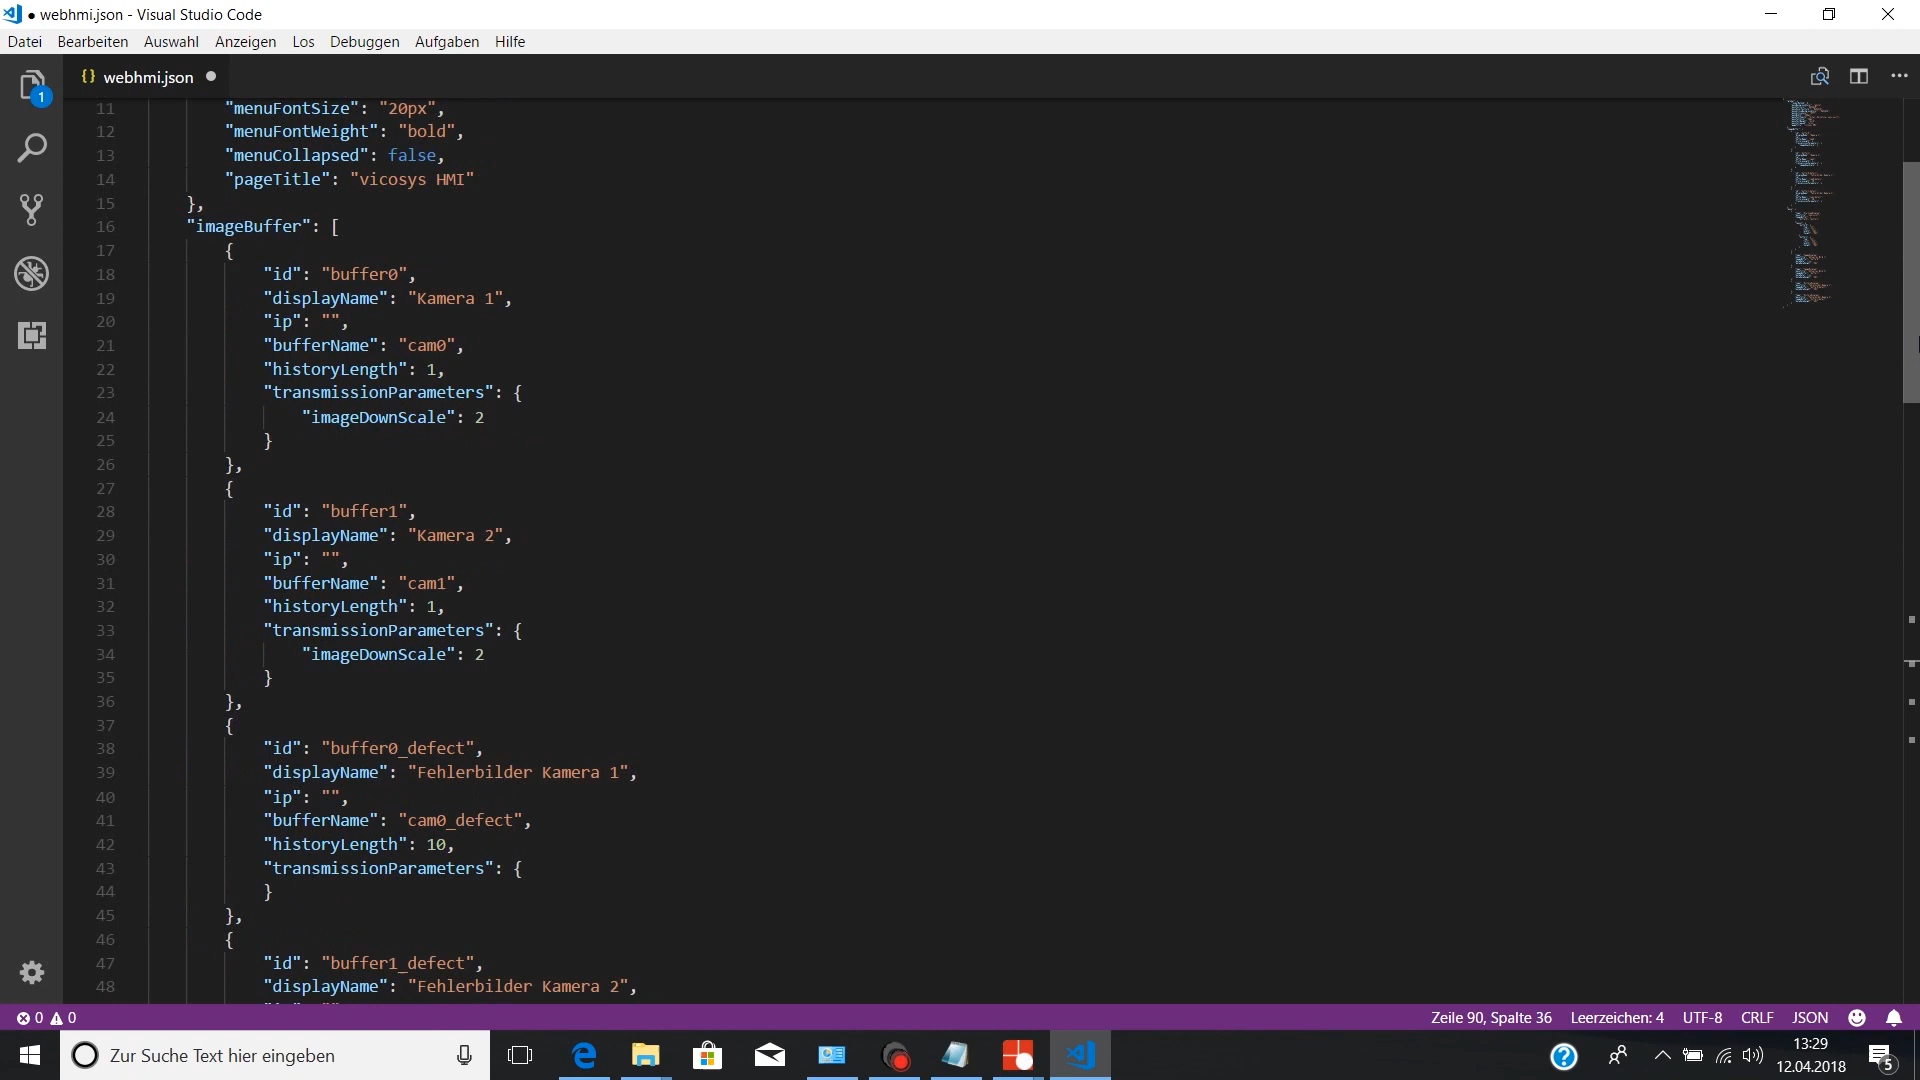 ● webhmi.json - Visual Studio Code
Datei Bearbeiten Auswahl Anzeigen Los Debuggen Aufgaben Hilfe
1
{} webhmi.json ●
11 "menuFontSize": "20px",
12 "menuFontWeight": "bold",
13 "menuCollapsed": false,
14 "pageTitle": "vicosys HMI"
15 },
16 "imageBuffer": [
17 {
18 "id": "buffer0",
19 "displayName": "Kamera 1",
20 "ip": "",
21 "bufferName": "cam0",
22 "historyLength": 1,
23 "transmissionParameters": {
24 "imageDownScale": 2
25 }
26 },
27 {
28 "id": "buffer1",
29 "displayName": "Kamera 2",
30 "ip": "",
31 "bufferName": "cam1",
32 "historyLength": 1,
33 "transmissionParameters": {
34 "imageDownScale": 2
35 }
36 },
37 {
38 "id": "buffer0_defect",
39 "displayName": "Fehlerbilder Kamera 1",
40 "ip": "",
41 "bufferName": "cam0_defect",
42 "historyLength": 10,
43 "transmissionParameters": {
44 }
45 },
46 {
47 "id": "buffer1_defect",
48 "displayName": "Fehlerbilder Kamera 2",
0 0 Zeile 90, Spalte 36 Leerzeichen: 4 UTF-8 CRLF JSON
Zur Suche Text hier eingeben
13:29
12.04.2018
5